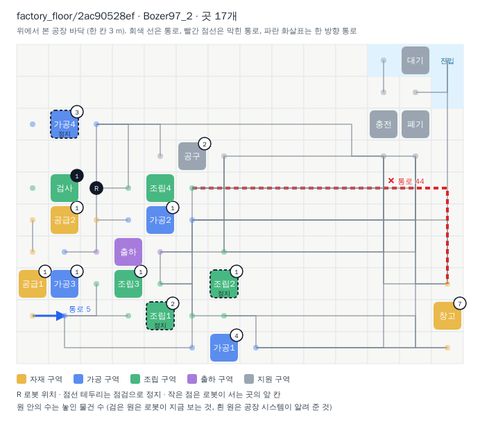 factory_floor/2ac90528ef · Bozer97_2 · 곳 17개
위에서 본 공장 바닥 (한 칸 3 m). 회색 선은 통로, 빨간 점선은 막힌 통로, 파란 화살표는 한 방향 통로
대기
진입
3
가공4
정지
충전
폐기
2
공구
✕ 통로 44
1
검사
R
조립4
1
공급2
1
가공2
출하
1
공급1
1
가공3
1
조립3
1
조립2
정지
통로 5
2
조립1
정지
7
창고
4
가공1
자재 구역
가공 구역
조립 구역
출하 구역
지원 구역
R 로봇 위치 · 점선 테두리는 점검으로 정지 · 작은 점은 로봇이 서는 곳의 앞 칸
원 안의 수는 놓인 물건 수 (검은 원은 로봇이 지금 보는 것, 흰 원은 공장 시스템이 알려 준 것)